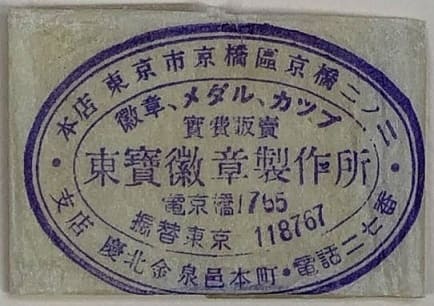 本店 東京市京橋區京橋二ノ二
徽章、メダル、カップ
實費販賣
東寶徽章製作所
電京橋1765
振替東京 118767
支店 慶北金泉邑本町・電話二七番